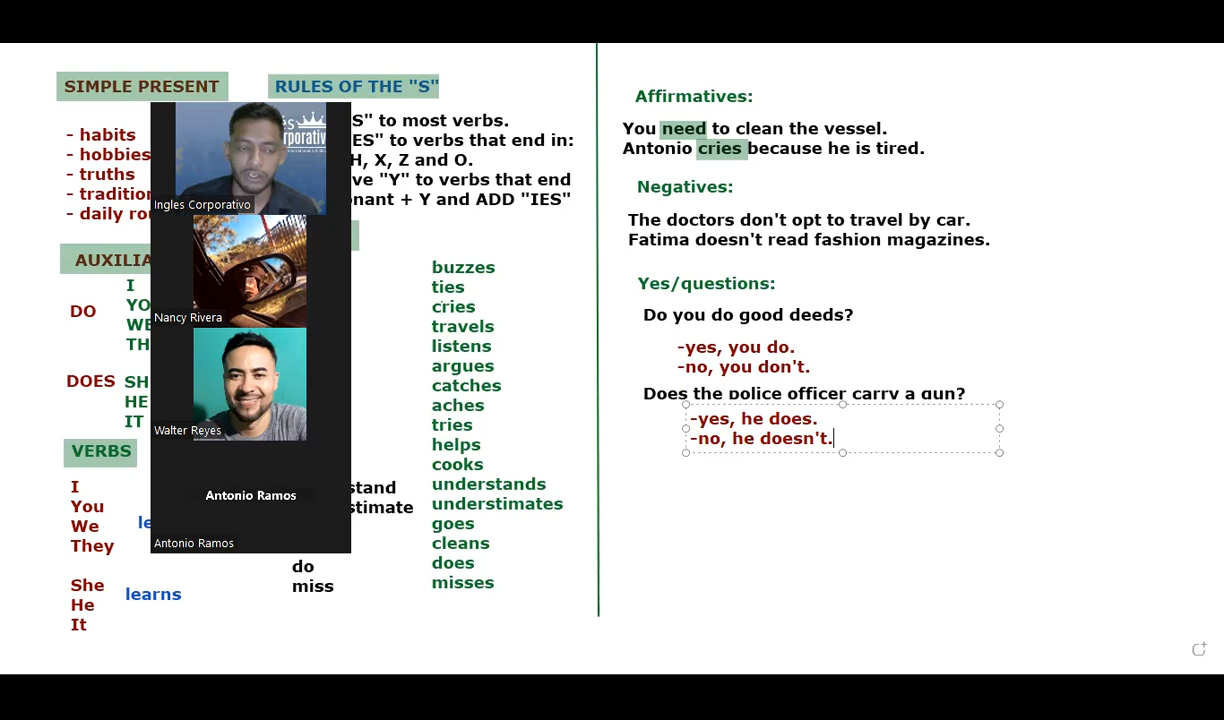 SIMPLE PRESENT
- habits
- hobbies
- truths
- daily
DO
I
DOES
IT
VERBS
I
You
We
They
She
He
It
learns
RULES OF THE "S"
S" to most verbs.
ES" to verbs that end in:
H, X, Z and O.
"Y" to verbs that end
+ Y and ADD "IES"
do
miss
buzzes
ties
cries
travels
listens
argues
catches
aches
tries
helps
cooks
understands
underestimates
goes
cleans
does
misses
Ingles Corporativo
Nancy Rivera
Walter Reyes
Antonio Ramos
Antonio Ramos
Affirmatives:
You need to clean the vessel.
Antonio cries because he is tired.
Negatives:
The doctors don't opt to travel by car.
Fatima doesn't read fashion magazines.
Yes/questions:
Do you do good deeds?
-yes, you do.
-no, you don't.
Does the police officer carry a gun?
-yes, he does.
-no, he doesn't.